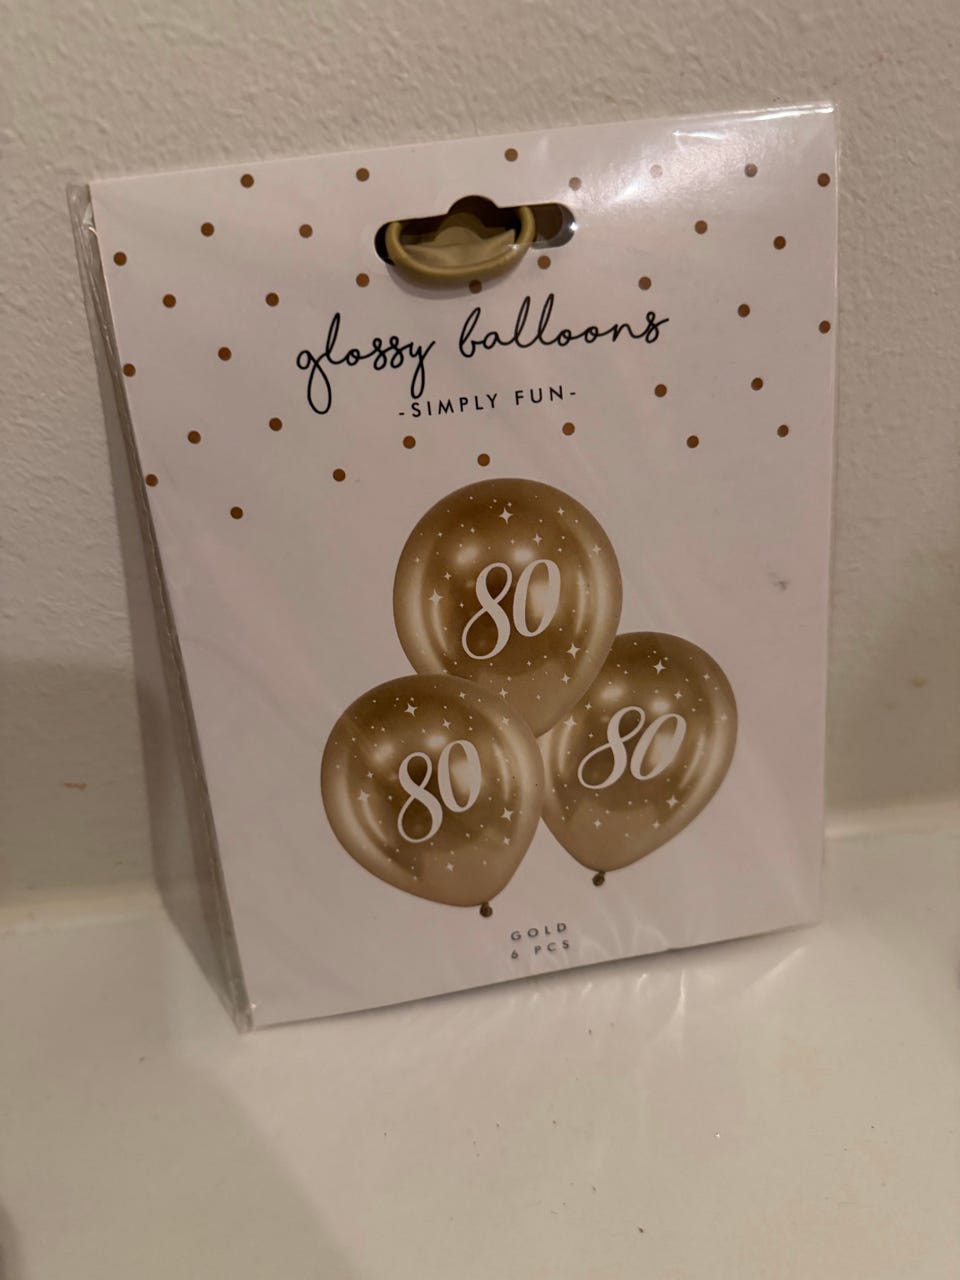 glossy balloons
-SIMPLY FUN-
80
80
80
GOLD
6 PCS